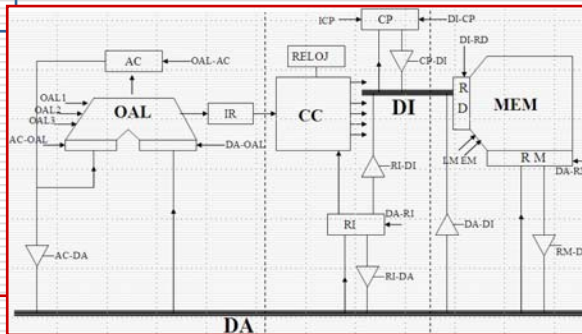 ICP
CP
DI-CP
DI-RD
RELOJ
CP-DI
AC
OAL-AC
R
D
MEM
OAL1
OAL2
OAL3
OAL
IR
CC
DI
AC-OAL
DA-OAL
LM EM
R M
RI-DI
DA-RI
RI
DA-DI
AC-DA
RI-DA
DA